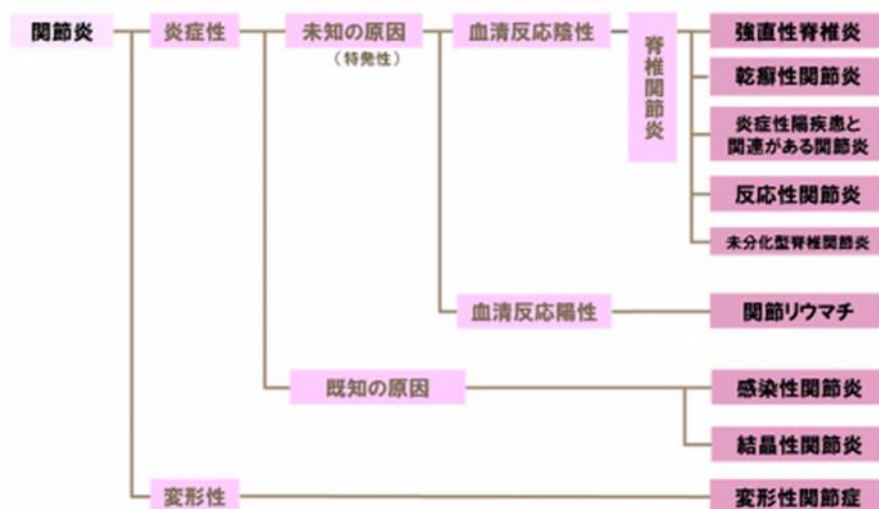 関節炎
炎症性
未知の原因
（特発性）
血清反応陰性
脊椎関節炎
強直性脊椎炎
乾癬性関節炎
炎症性陽疾患と
関連がある関節炎
反応性関節炎
未分化型脊椎関節炎
血清反応陽性
関節リウマチ
既知の原因
感染性関節炎
結晶性関節炎
変形性
変形性関節症